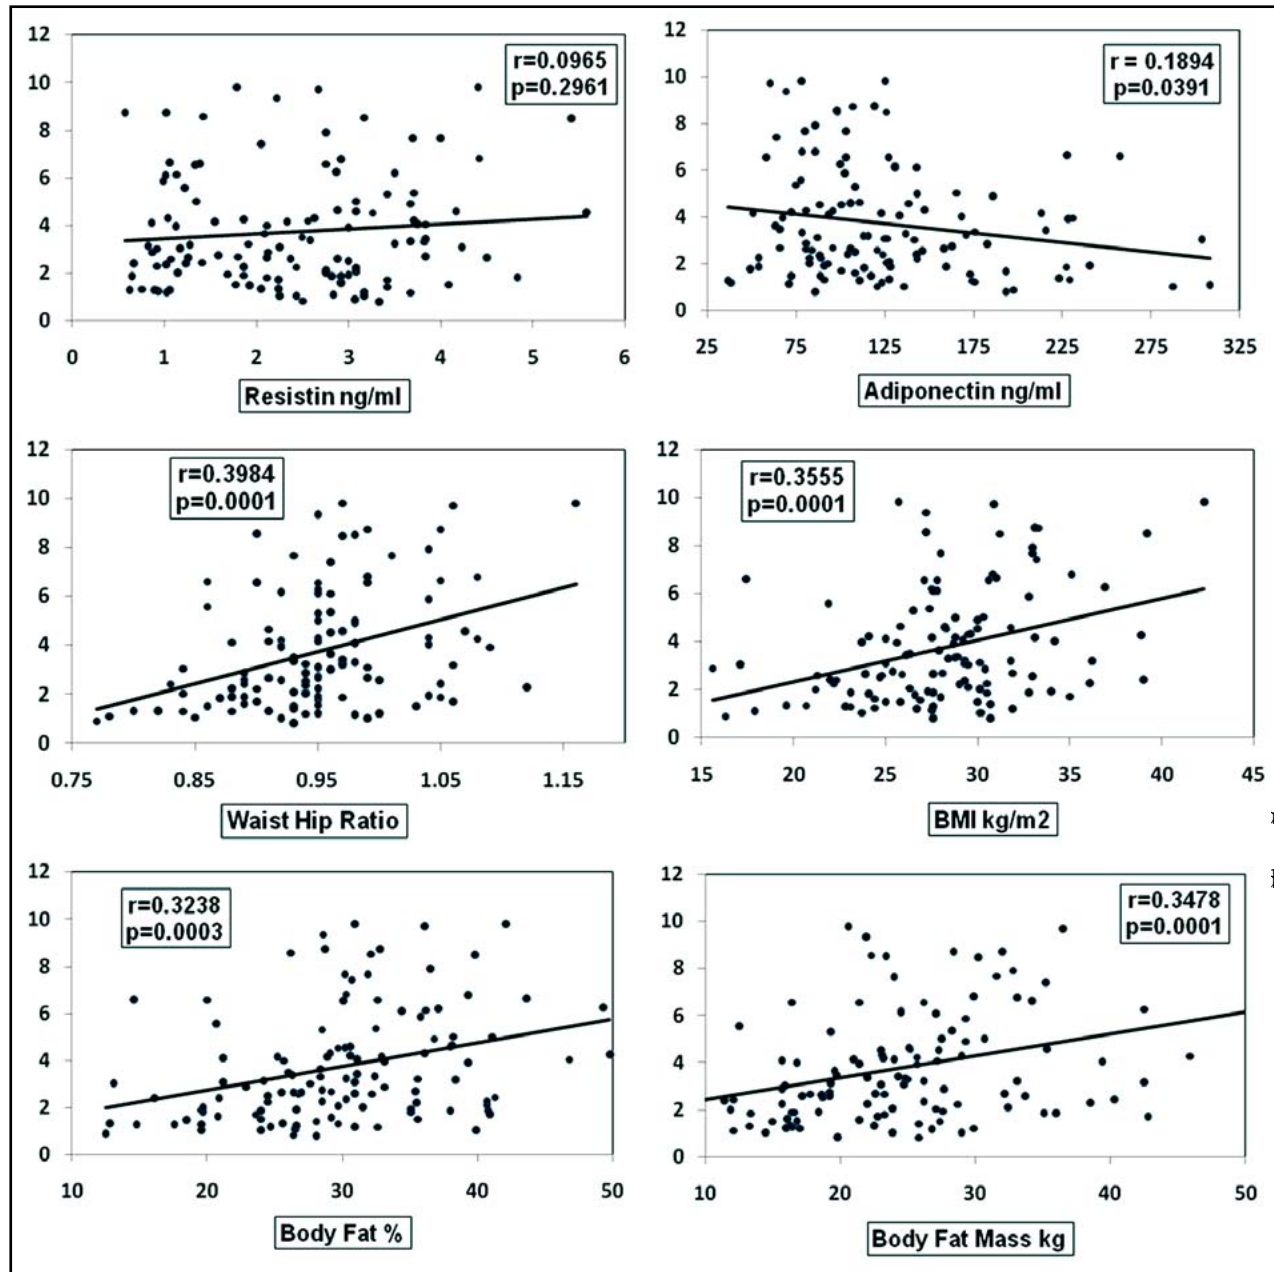 12
10
8
6
4
2
0
r=0.0965
p=0.2961
0 1 2 3 4 5 6
Resistin ng/ml
12
10
8
6
4
2
0
r = 0.1894
p=0.0391
25 75 125 175 225 275 325
Adiponectin ng/ml
12
10
8
6
4
2
0
r=0.3984
p=0.0001
0.75 0.85 0.95 1.05 1.15
Waist Hip Ratio
12
10
8
6
4
2
0
r=0.3555
p=0.0001
15 20 25 30 35 40 45
BMI kg/m2
12
10
8
6
4
2
0
r=0.3238
p=0.0003
10 20 30 40 50
Body Fat %
12
10
8
6
4
2
0
r=0.3478
p=0.0001
10 20 30 40 50
Body Fat Mass kg